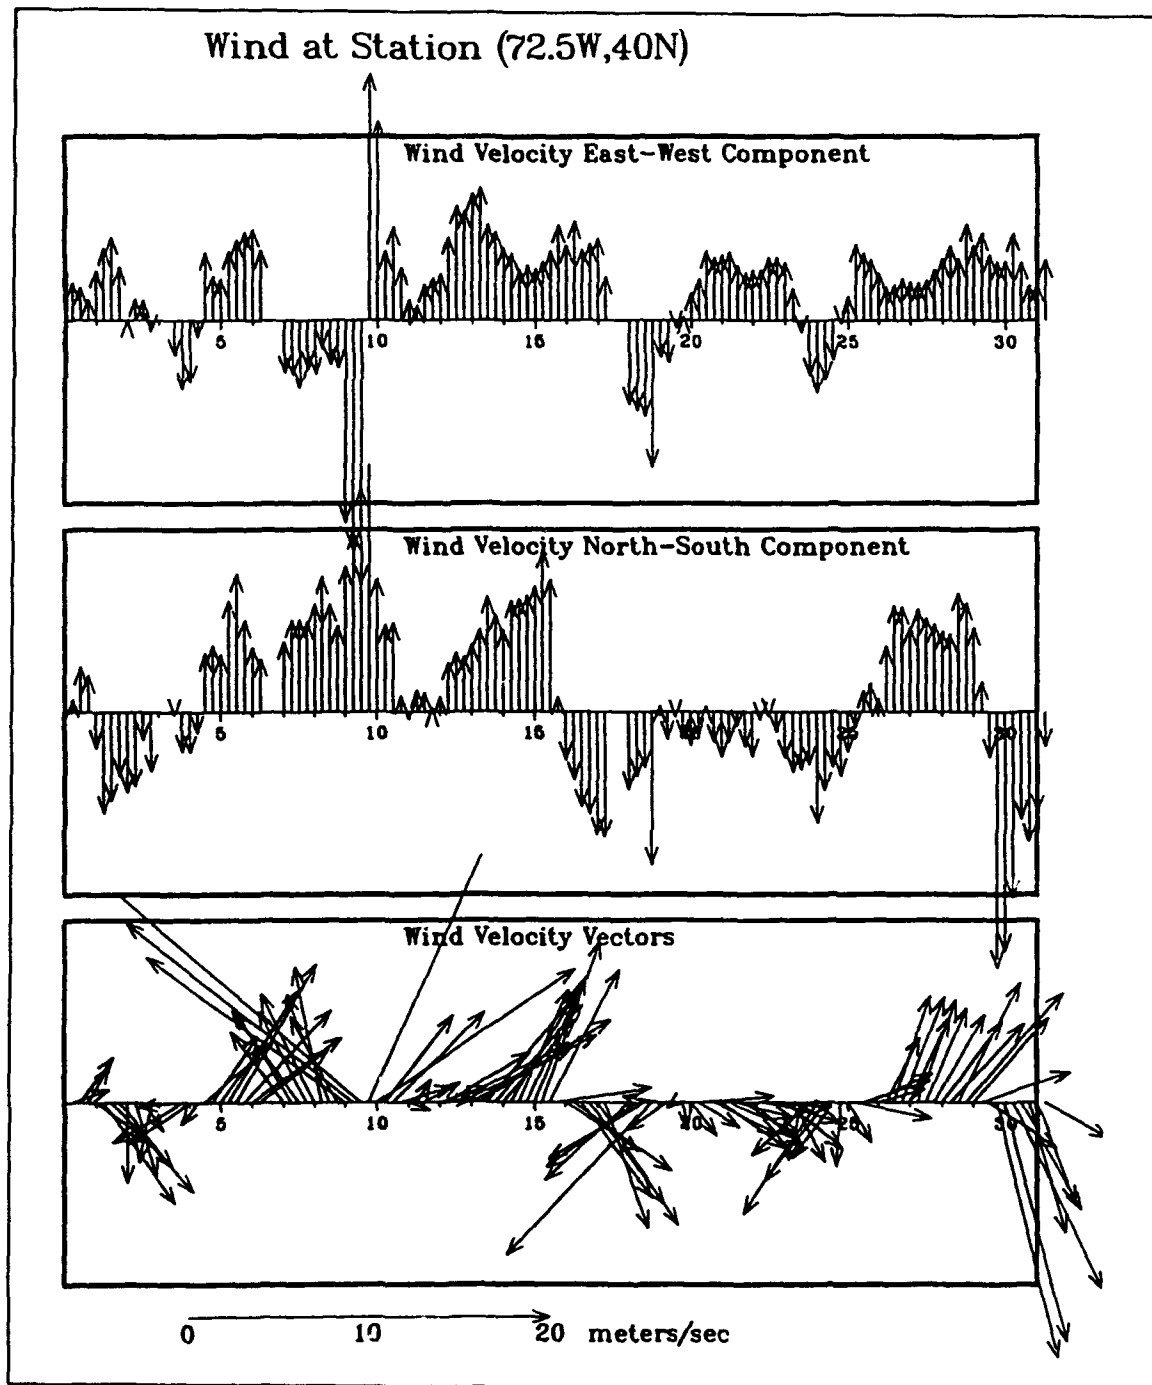 Wind at Station (72.5W,40N)
Wind Velocity East-West Component
5 10 15 20 25 30
Wind Velocity North-South Component
5 10 15 20 25 30
Wind Velocity Vectors
5 10 15 20 25 30
0 10 20 meters/sec